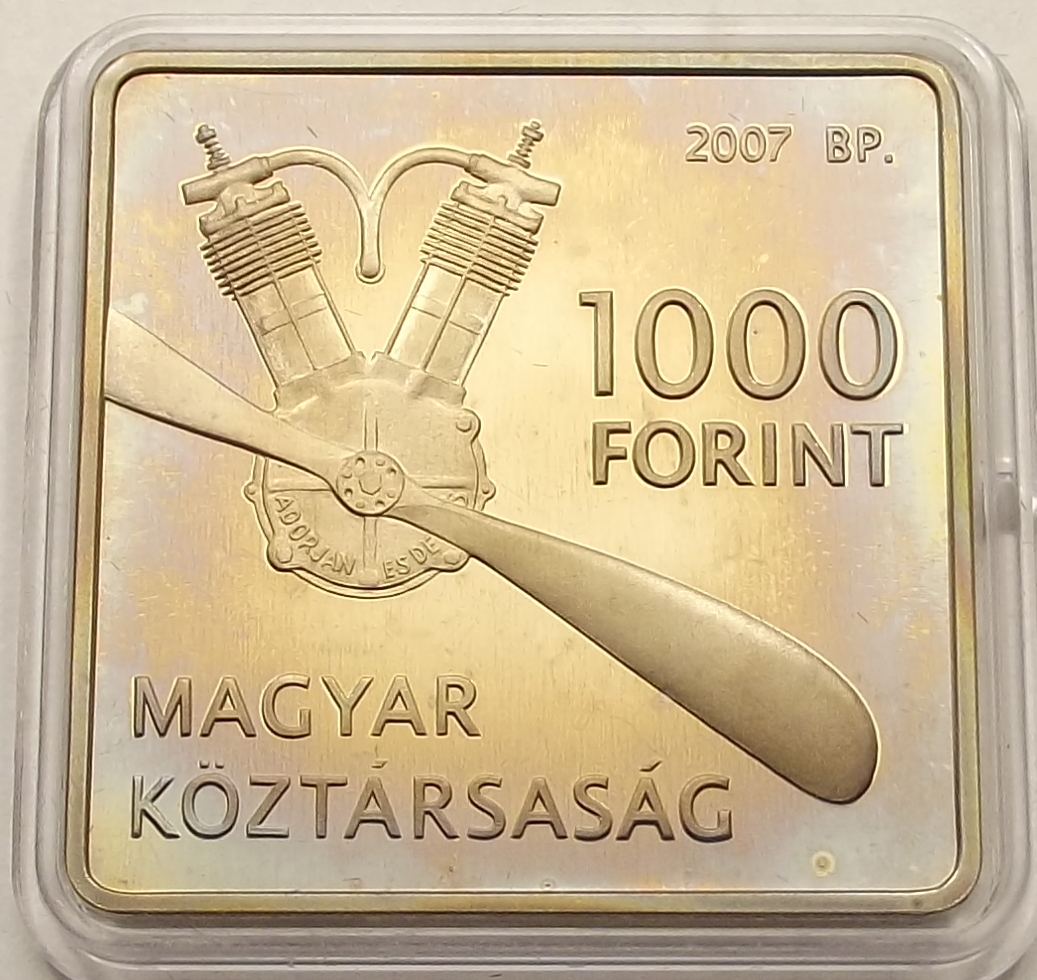 2007 BP.
1000
FORINT
ADORJAN ES DE
MAGYAR
KÖZTÁRSASÁG